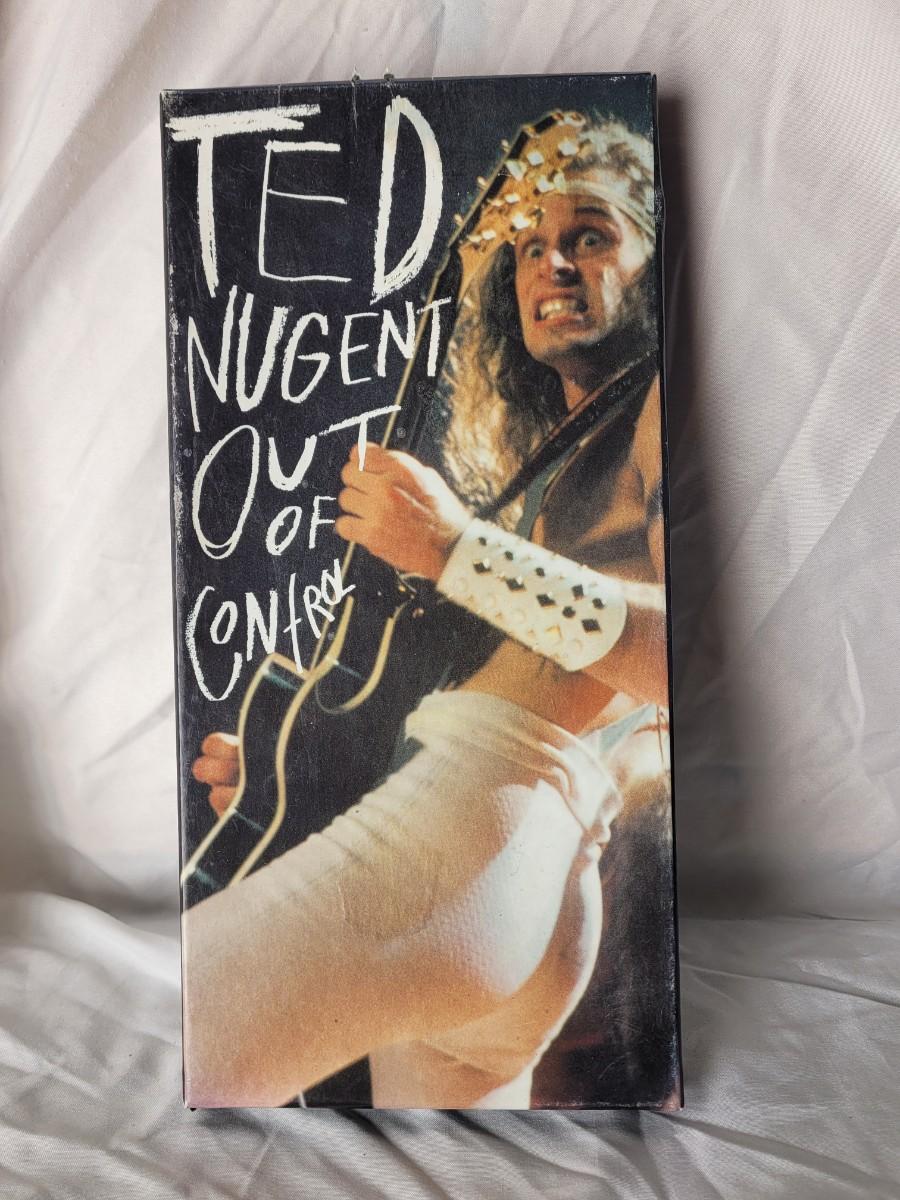 TED
NUGENT
OUT
OF
CONTROL